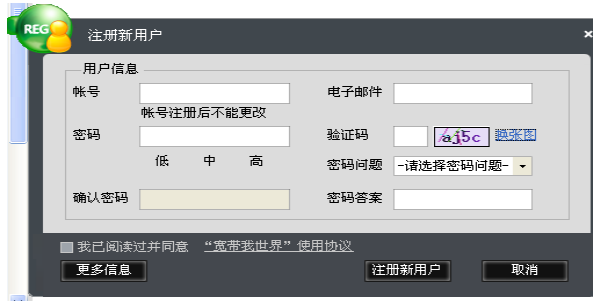 REG 注册新用户 ×
用户信息
帐号
帐号注册后不能更改
密码
低 中 高
确认密码
电子邮件
验证码 aj5c 换张图
密码问题 -请选择密码问题-
密码答案
我已阅读过并同意 “宽带我世界”使用协议
更多信息 注册新用户 取消